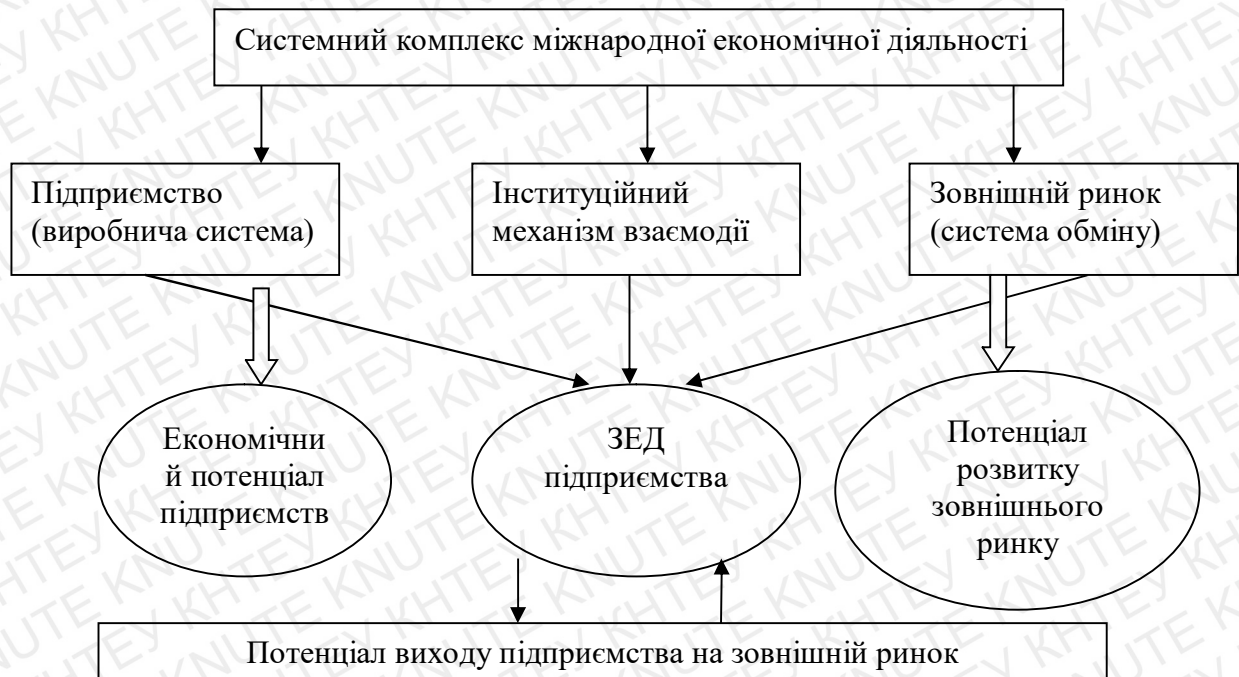 Системний комплекс міжнародної економічної діяльності
Підприємство
(виробнича система)
Інституційний
механізм взаємодії
Зовнішній ринок
(система обміну)
Економічни
й потенціал
підприємств
ЗЕД
підприємства
Потенціал
розвитку
зовнішнього
ринку
Потенціал виходу підприємства на зовнішній ринок